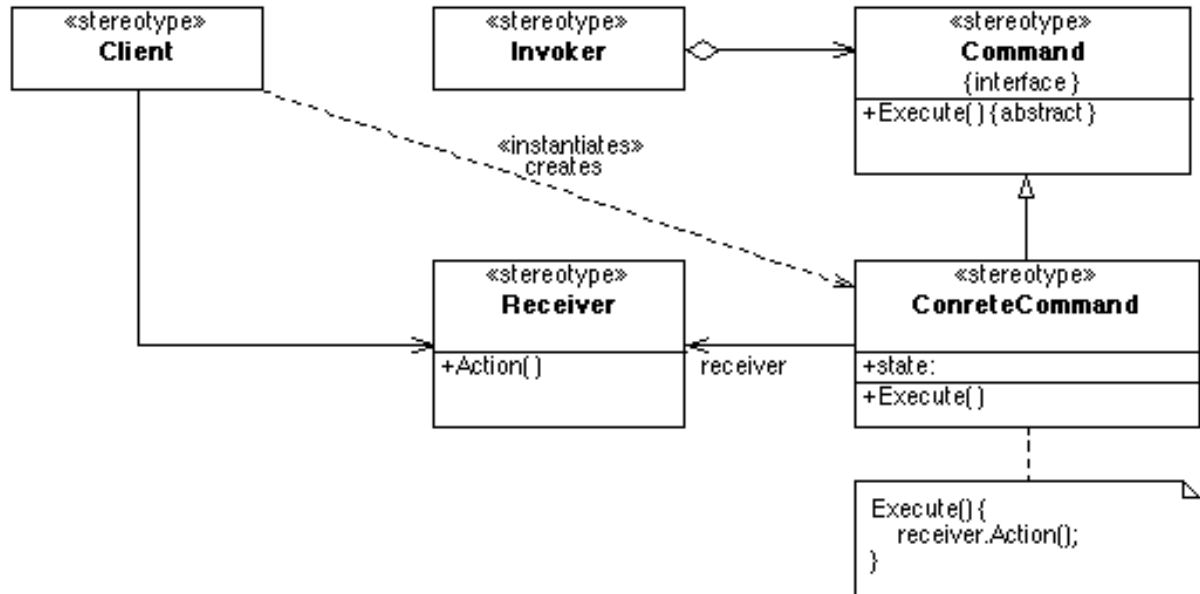 «stereotype»
Client
«stereotype»
Invoker
«stereotype»
Command
{interface}
+Execute() {abstract}
«instantiates»
creates
«stereotype»
Receiver
+Action()
receiver
«stereotype»
ConreteCommand
+state:
+Execute()
Execute() {
receiver.Action();
}